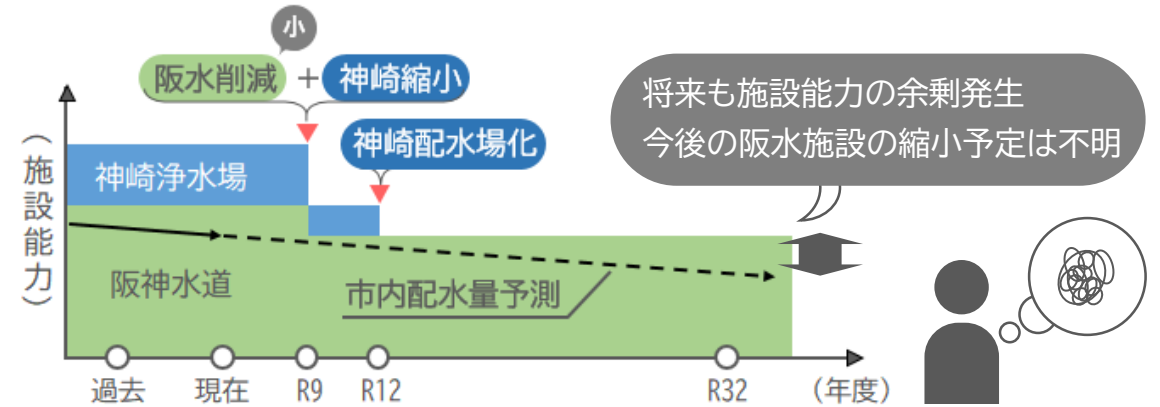 小
阪水削減
+
神崎縮小
神崎配水場化
将来も施設能力の余剰発生
今後の阪水施設の縮小予定は不明
(施設能力)
神崎浄水場
阪神水道
市内配水量予測
過去
現在
R9
R12
R32
(年度)